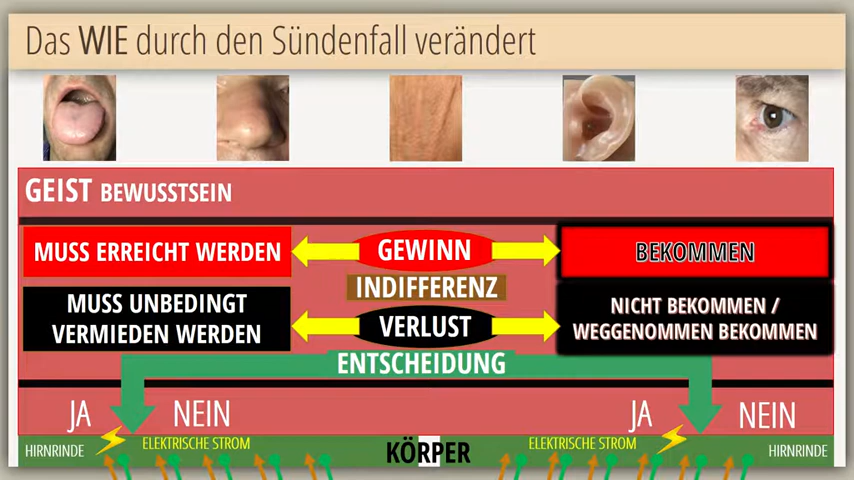 Das WIE durch den Sündenfall verändert
GEIST BEWUSSTSEIN
MUSS ERREICHT WERDEN
GEWINN
BEKOMMEN
INDIFFERENZ
MUSS UNBEDINGT
VERMIEDEN WERDEN
VERLUST
NICHT BEKOMMEN /
WEGGENOMMEN BEKOMMEN
ENTSCHEIDUNG
JA NEIN
JA NEIN
HIRNRINDE
ELEKTRISCHE STROM
KÖRPER
ELEKTRISCHE STROM
HIRNRINDE